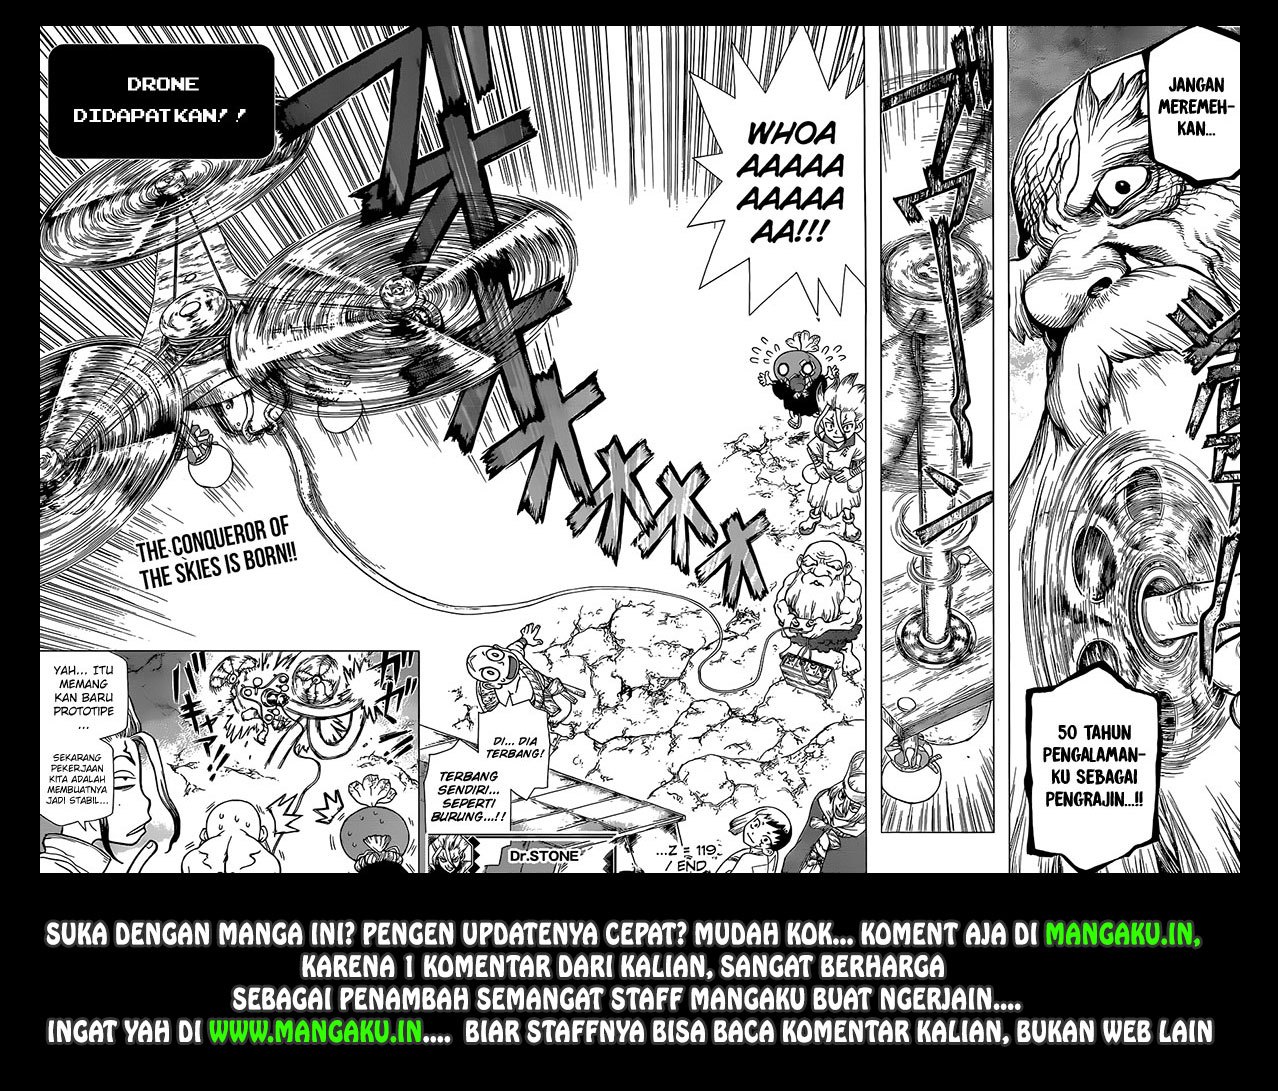 JANGAN
MEREMEH-
KAN...
50 TAHUN
PENGALAMAN-
KU SEBAGAI
PENGRAJIN...!!
DRONE
DIDAPATKAN!!
WHOA
AAAAA
AAAAA
AA!!!
THE CONQUEROR OF
THE SKIES IS BORN!!
DI... DIA
TERBANG!
TERBANG
SENDIRI...
SEPERTI
BURUNG...!!
YAH... ITU
MEMANG
KAN BARU
PROTOTIPE
...
SEKARANG
PEKERJAAN
KITA ADALAH
MEMBUATNYA
JADI STABIL...
Dr.STONE
...Z = 119
/ END
SUKA DENGAN MANGA INI? PENGEN UPDATENYA CEPAT? MUDAH KOK... KOMENT AJA DI MANGAKU.IN,
KARENA 1 KOMENTAR DARI KALIAN, SANGAT BERHARGA
SEBAGAI PENAMBAH SEMANGAT STAFF MANGAKU BUAT NGERJAIN....
INGAT YAH DI WWW.MANGAKU.IN.... BIAR STAFFNYA BISA BACA KOMENTAR KALIAN, BUKAN WEB LAIN